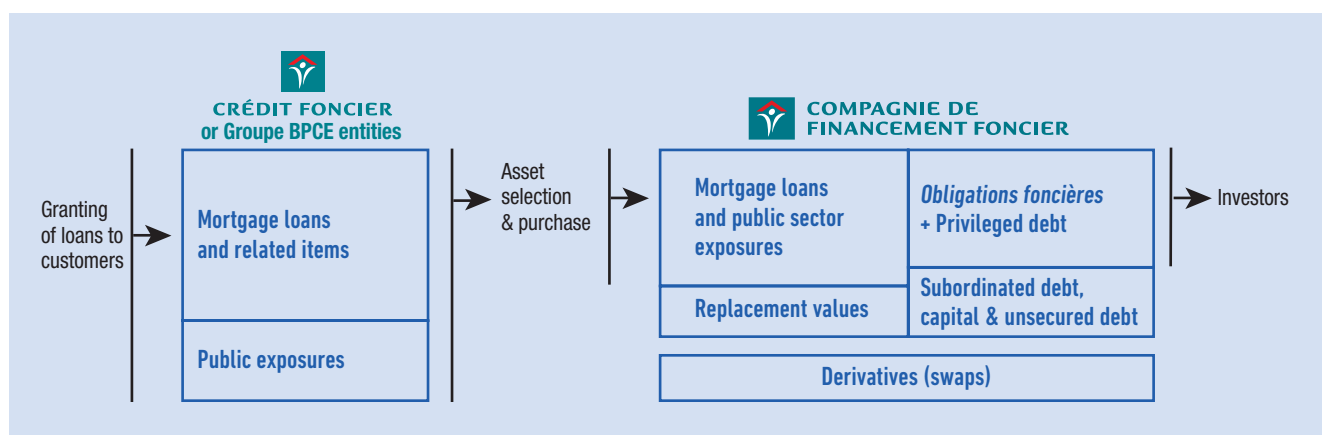 CRÉDIT FONCIER
or Groupe BPCE entities
COMPAGNIE DE
FINANCEMENT FONCIER
Granting
of loans to
customers
Mortgage loans
and related items
Public exposures
Asset
selection
& purchase
Mortgage loans
and public sector
exposures
Replacement values
Obligations foncières
+ Privileged debt
Subordinated debt,
capital & unsecured debt
Derivatives (swaps)
Investors